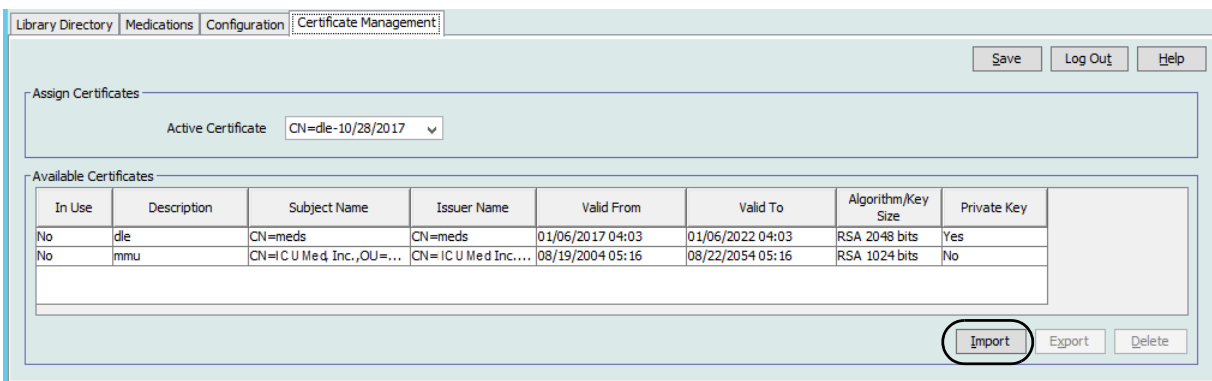 Library Directory Medications Configuration Certificate Management
Save Log Out Help
Assign Certificates
Active Certificate CN=dle-10/28/2017
Available Certificates
In Use Description Subject Name Issuer Name Valid From Valid To Algorithm/Key Size Private Key
No dle CN=meds CN=meds 01/06/2017 04:03 01/06/2022 04:03 RSA 2048 bits Yes
No mmu CN=I C U Med, Inc.,OU=... CN= I C U Med Inc.... 08/19/2004 05:16 08/22/2054 05:16 RSA 1024 bits No
Import Export Delete